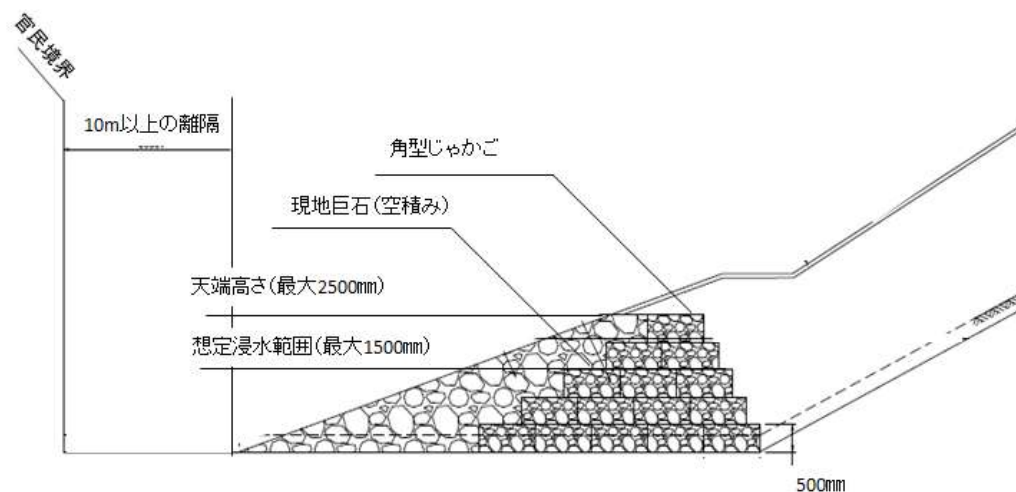 官民境界
10m以上の離隔
角型じゃかご
現地巨石(空積み)
天端高さ(最大2500mm)
想定浸水範囲(最大1500mm)
500mm